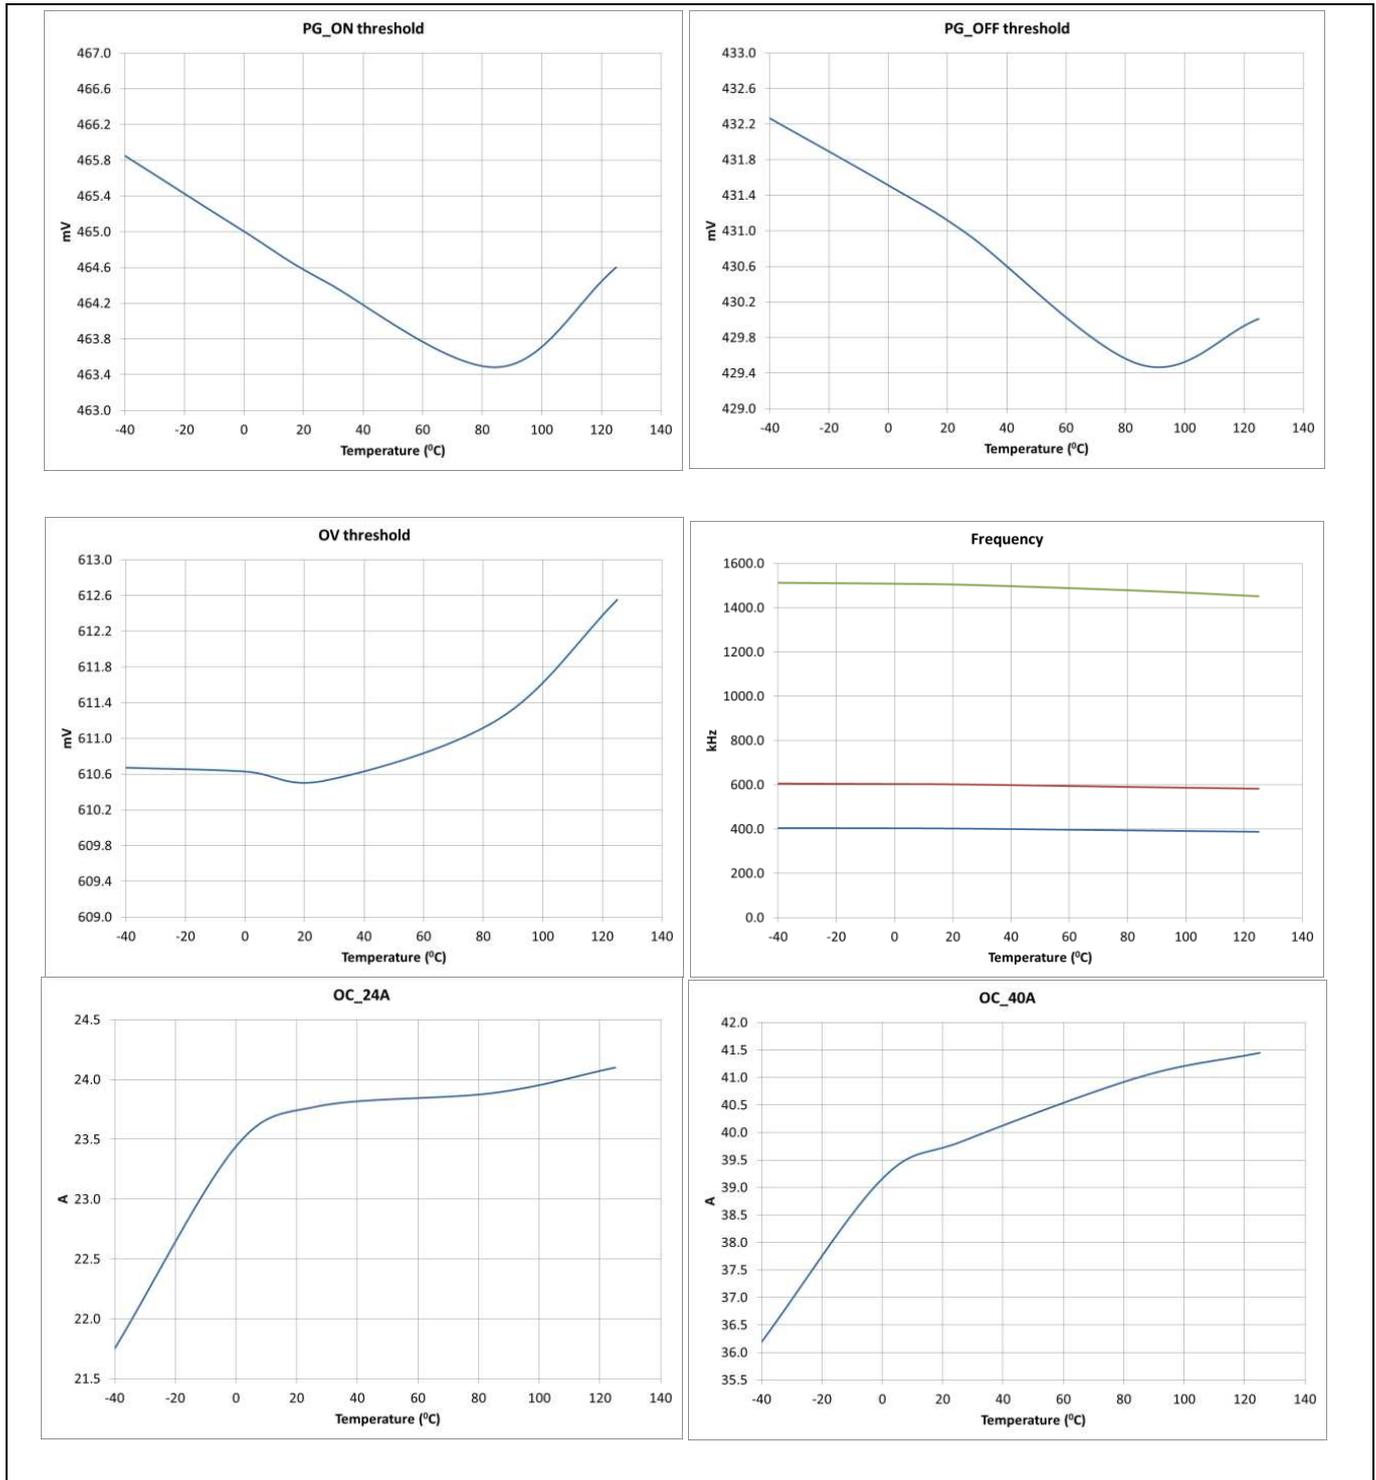 PG_ON threshold
467.0
466.6
466.2
465.8
465.4
465.0
464.6
464.2
463.8
463.4
463.0
mV
-40 -20 0 20 40 60 80 100 120 140
Temperature (⁰C)
PG_OFF threshold
433.0
432.6
432.2
431.8
431.4
431.0
430.6
430.2
429.8
429.4
429.0
mV
-40 -20 0 20 40 60 80 100 120 140
Temperature (⁰C)
OV threshold
613.0
612.6
612.2
611.8
611.4
611.0
610.6
610.2
609.8
609.4
609.0
mV
-40 -20 0 20 40 60 80 100 120 140
Temperature (⁰C)
Frequency
1600.0
1400.0
1200.0
1000.0
800.0
600.0
400.0
200.0
0.0
kHz
-40 -20 0 20 40 60 80 100 120 140
Temperature (⁰C)
OC_24A
24.5
24.0
23.5
23.0
22.5
22.0
21.5
A
-40 -20 0 20 40 60 80 100 120 140
Temperature (⁰C)
OC_40A
42.0
41.5
41.0
40.5
40.0
39.5
39.0
38.5
38.0
37.5
37.0
36.5
36.0
35.5
A
-40 -20 0 20 40 60 80 100 120 140
Temperature (⁰C)